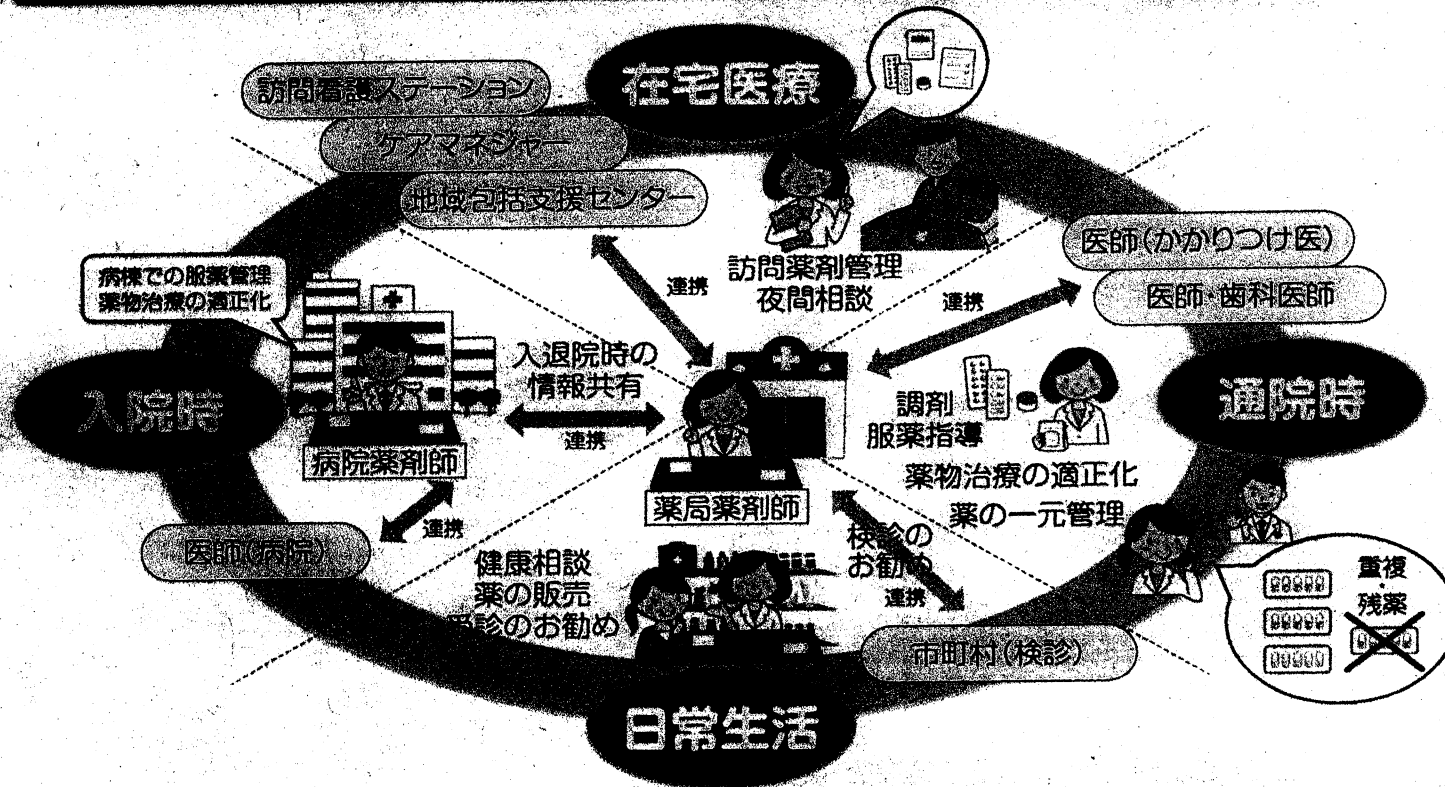 在宅医療
訪問看護ステーション
ケアマネジャー
地域包括支援センター
訪問薬剤管理
夜間相談
連携
医師(かかりつけ医)
医師・歯科医師
連携
病棟での服薬管理
薬物治療の適正化
入院時
病院薬剤師
入退院時の
情報共有
連携
薬局薬剤師
通院時
調剤
服薬指導
薬物治療の適正化
薬の一元管理
連携
医師(病院)
健康相談
薬の販売
受診のお勧め
検診の
お勧め
連携
市町村(検診)
重複
・
残薬
日常生活